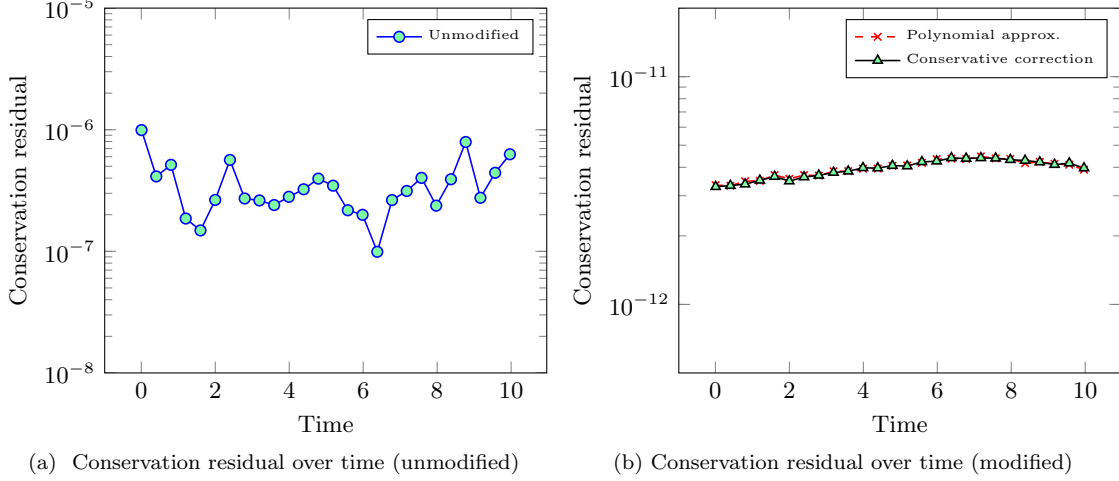 10^{-5}
10^{-6}
10^{-7}
10^{-8}
Conservation residual
Unmodified
0 2 4 6 8 10
Time
(a) Conservation residual over time (unmodified)
10^{-11}
10^{-12}
Conservation residual
Polynomial approx.
Conservative correction
0 2 4 6 8 10
Time
(b) Conservation residual over time (modified)